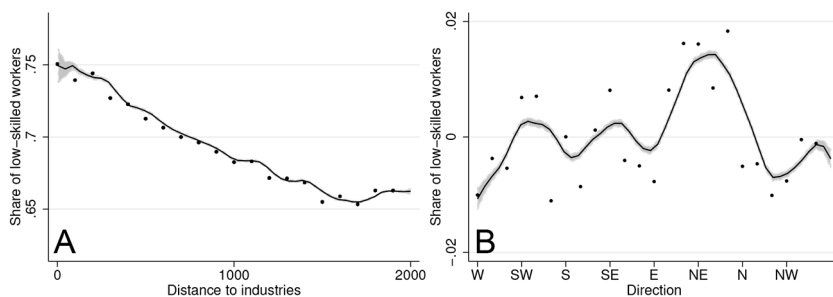 Share of low-skilled workers
.75
.7
.65
A
0
1000
2000
Distance to industries
Share of low-skilled workers
.02
0
-.02
B
W
SW
S
SE
E
NE
N
NW
Direction